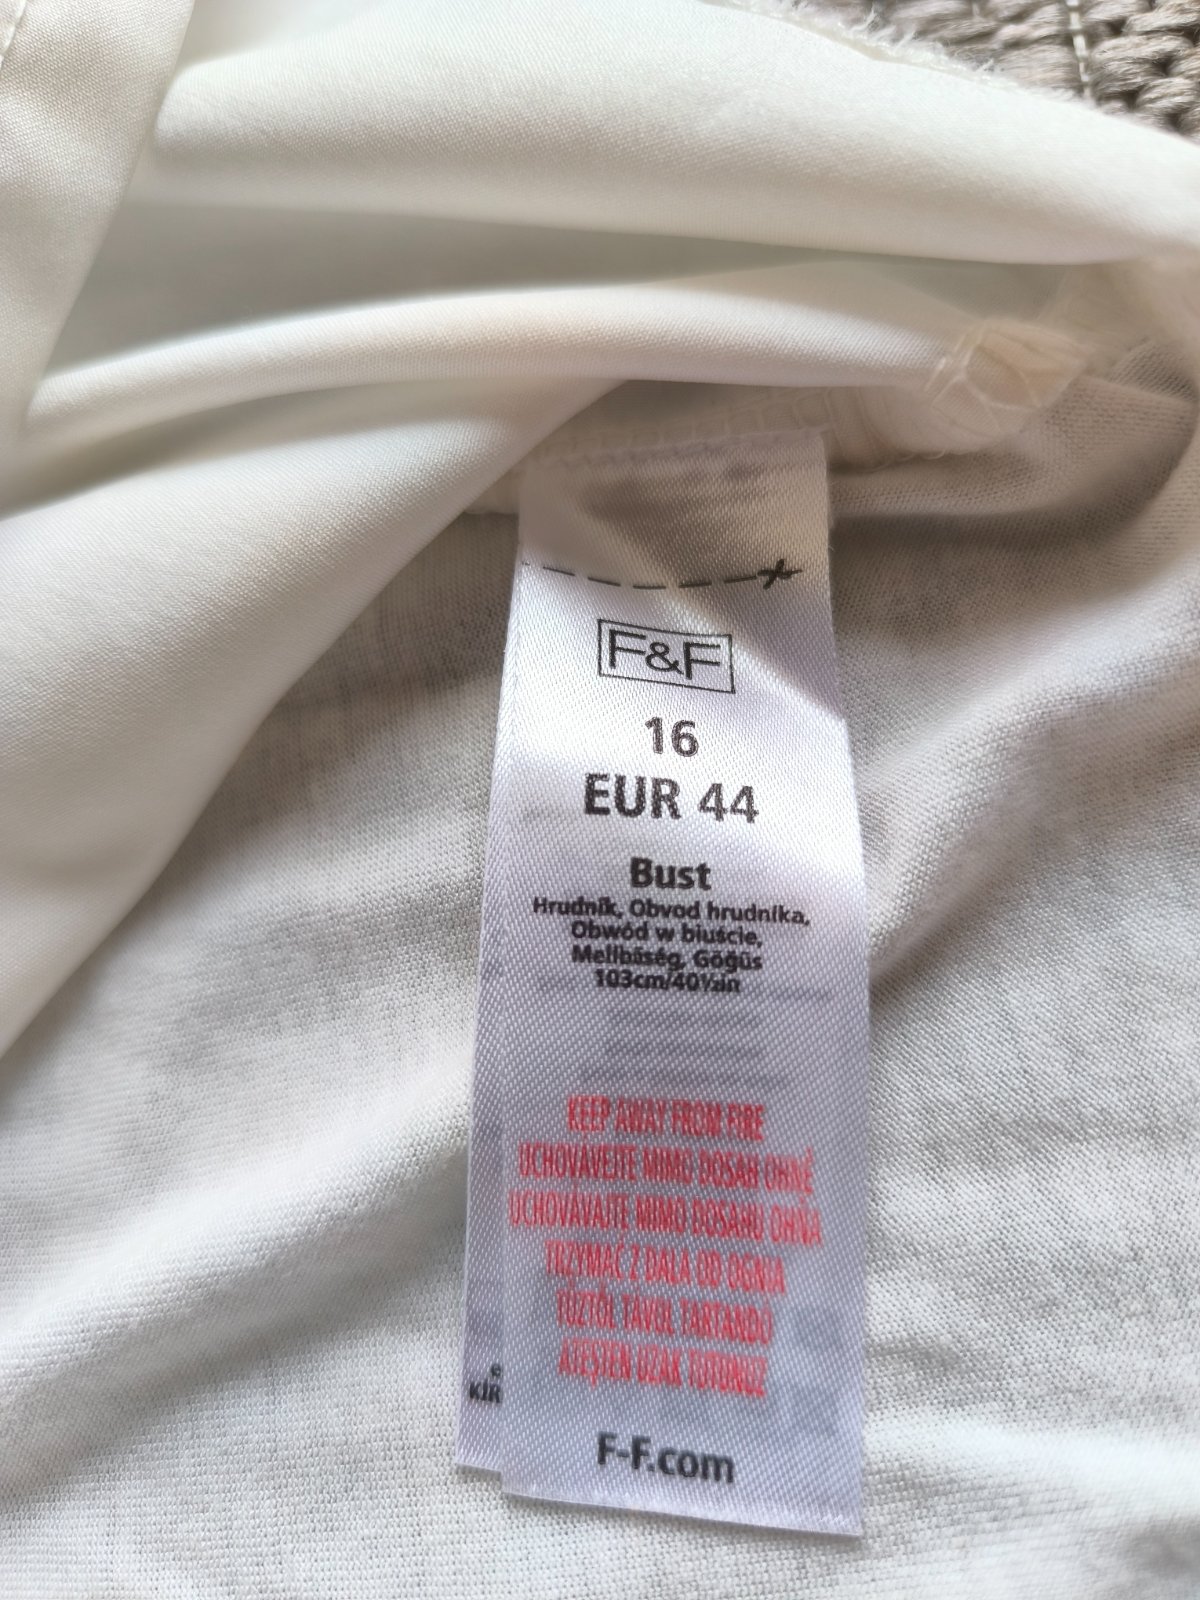 F&F
16
EUR 44
Bust
Hrudník, Obvod hrudníka,
Obwód w biuście,
Mellbőség, Göğüs
103cm/40½in
KEEP AWAY FROM FIRE
UCHOVÁVEJTE MIMO DOSAH OHNĚ
UCHOVÁVAJTE MIMO DOSAHU OHŇA
TRZYMAĆ Z DALA OD OGNIA
TŰZTŐL TÁVOL TARTANDÓ
ATEŞTEN UZAK TUTUNUZ
e
KIR
F-F.com